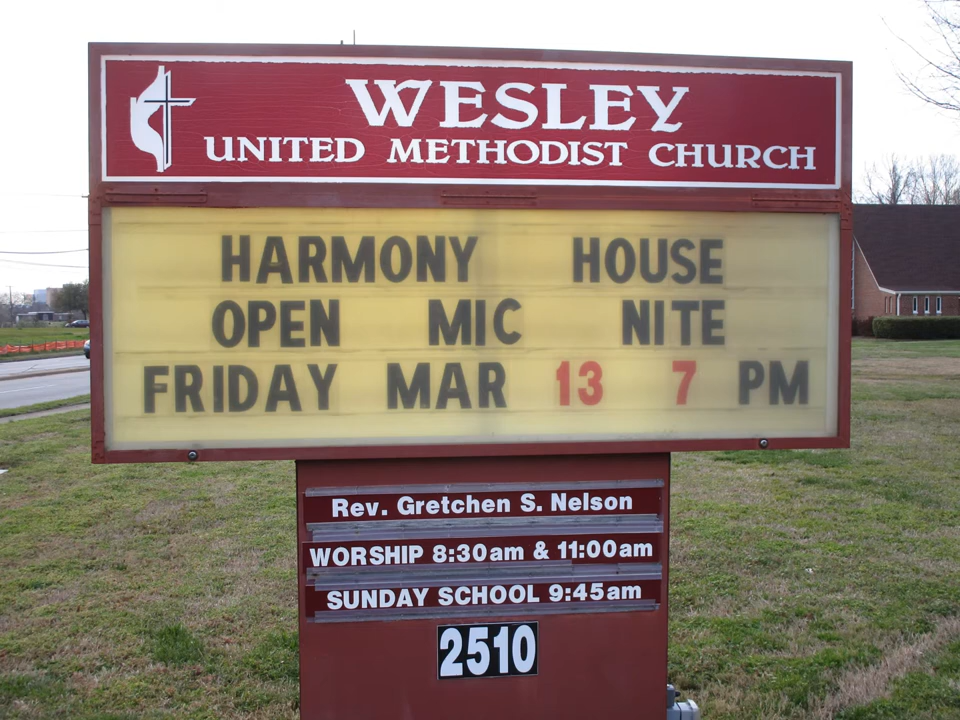 WESLEY
UNITED METHODIST CHURCH
HARMONY HOUSE
OPEN MIC NITE
FRIDAY MAR 13 7 PM
Rev. Gretchen S. Nelson
WORSHIP 8:30am & 11:00am
SUNDAY SCHOOL 9:45am
2510